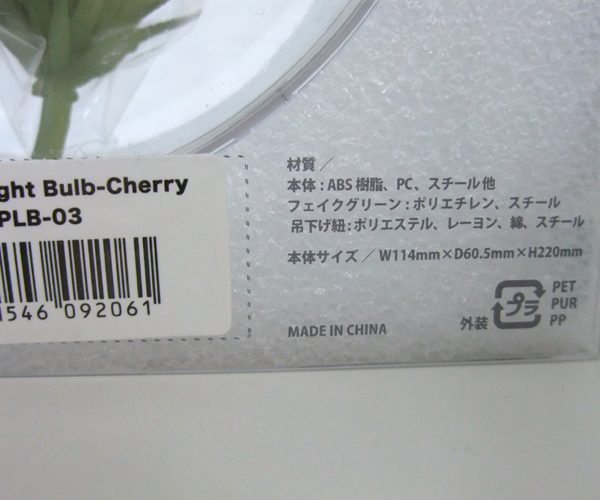 ght Bulb-Cherry
PLB-03
546 092061
材質／
本体：ABS 樹脂、PC、スチール他
フェイクグリーン：ポリエチレン、スチール
吊下げ紐：ポリエステル、レーヨン、綿、スチール
本体サイズ ／ W114mm×D60.5mm×H220mm
MADE IN CHINA
外装
プラ
PET
PUR
PP